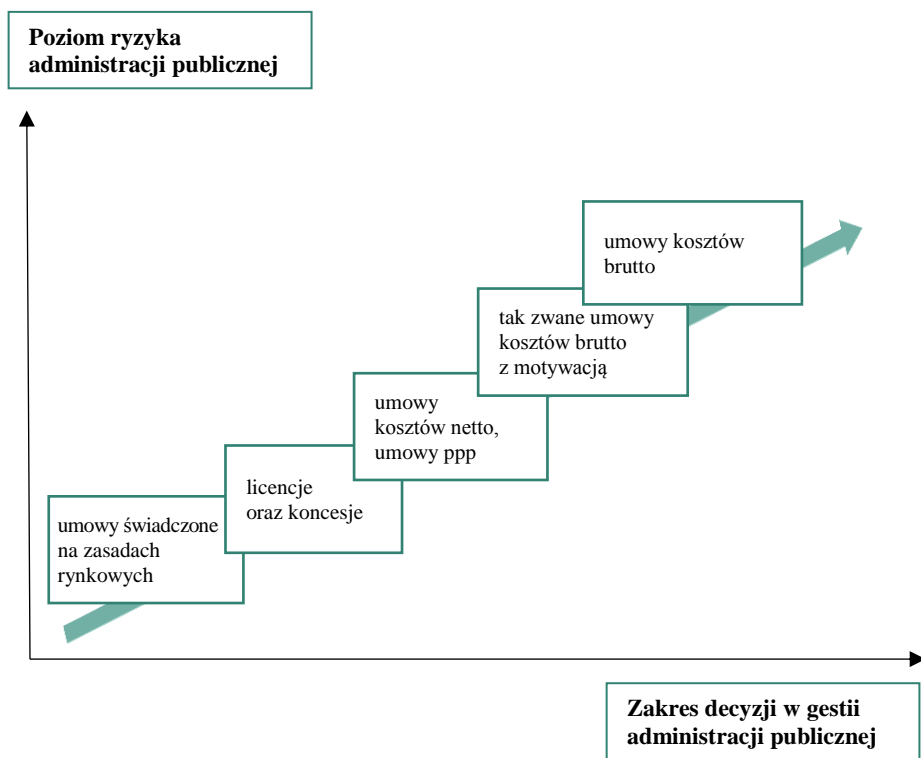 Poziom ryzyka
administracji publicznej
umowy kosztów
brutto
tak zwane umowy
kosztów brutto
z motywacją
umowy
kosztów netto,
umowy ppp
licencje
oraz koncesje
umowy świadczone
na zasadach
rynkowych
Zakres decyzji w gestii
administracji publicznej